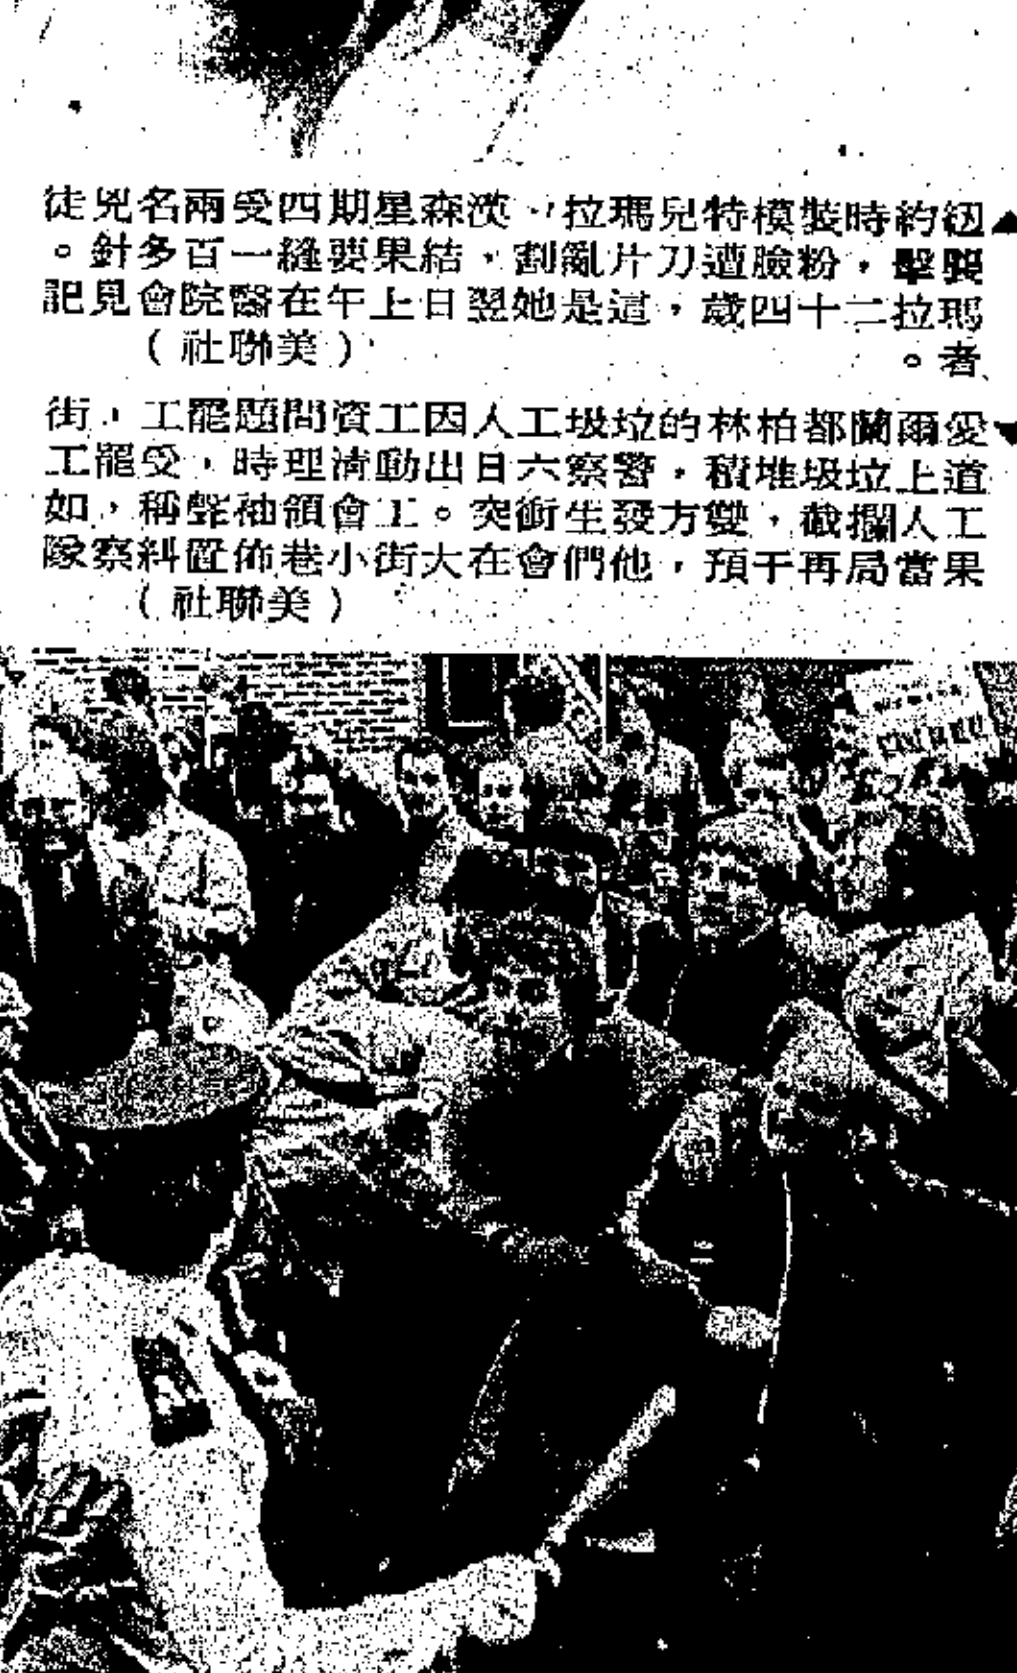 ▲紐約時裝模特兒瑪拉、漢森星期四受兩名兇徒
襲擊，粉臉遭刀片亂割，結果要縫一百多針。
瑪拉二十四歲，這是她翌日上午在醫院會見記
者。（美聯社）
▼愛爾蘭都柏林的垃圾工人因工資問題罷工，街
道上垃圾堆積，警察六日出動清理時，受罷工
工人攔截，雙方發生衝突。工會領袖聲稱，如
果當局再干預，他們會在大街小巷佈置糾察隊
（美聯社）